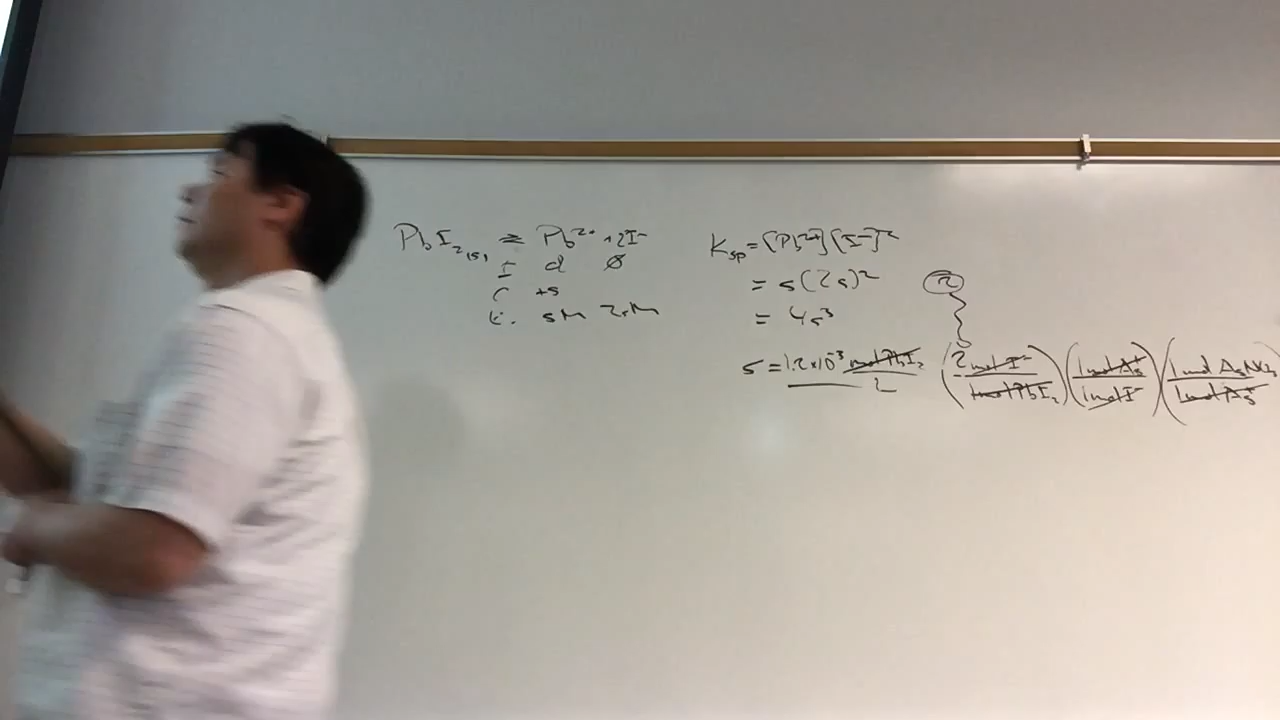 PbI₂₍ₛ₎ ⇌ Pb²⁺ + 2I⁻
I d ∅
C +s
E. sM 2sM
Ksp = [Pb²⁺][I⁻]²
= s(2s)²
= 4s³
2
s = 1.2×10⁻³ mol PbI₂ / L (2 mol I⁻ / 1 mol PbI₂) (1 mol Ag⁺ / 1 mol I⁻) (1 mol AgNO₃ / 1 mol Ag⁺